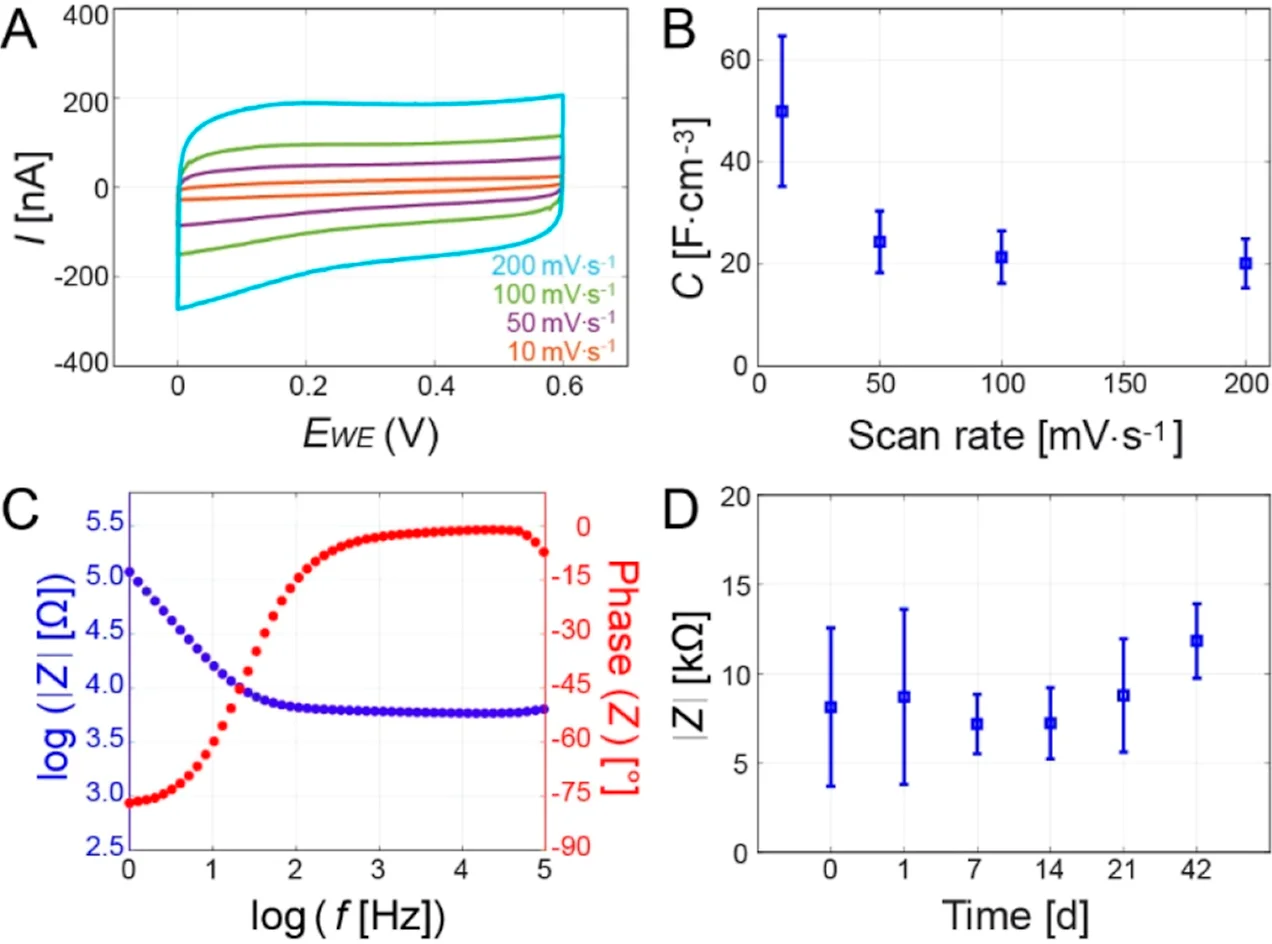 A
400
200
0
-200
-400
I [nA]
200 mV·s-1
100 mV·s-1
50 mV·s-1
10 mV·s-1
0 0.2 0.4 0.6
EWE (V)
B
60
40
20
0
C [F·cm-3]
0 50 100 150 200
Scan rate [mV·s-1]
C
5.5
5.0
4.5
4.0
3.5
3.0
2.5
log (|Z| [Ω])
0
-15
-30
-45
-60
-75
-90
Phase (Z) [°]
0 1 2 3 4 5
log( f [Hz])
D
20
15
10
5
0
|Z| [kΩ]
0 1 7 14 21 42
Time [d]